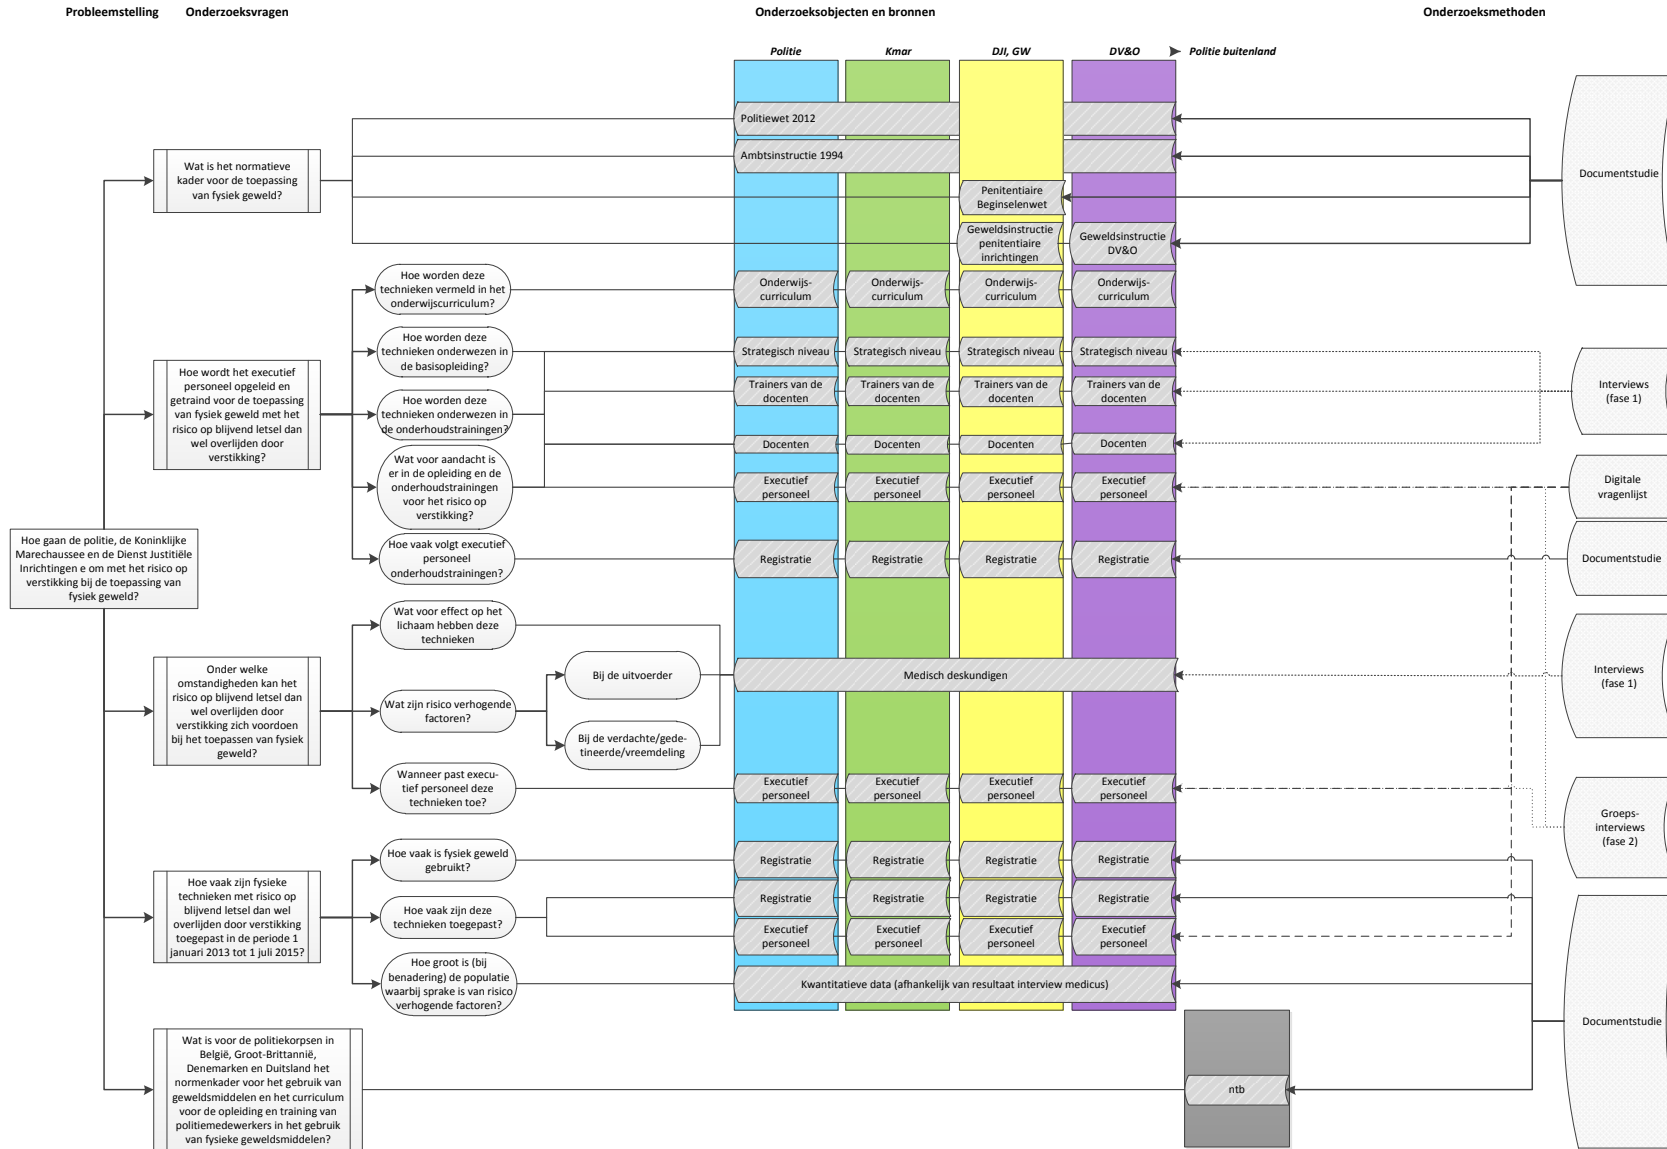 Probleemstelling
Onderzoeksvragen
Onderzoeksobjecten en bronnen
Onderzoeksmethoden
Politie
Kmar
DJI, GW
DV&O
Politie buitenland
Hoe gaan de politie, de Koninklijke
Marechaussee en de Dienst Justitiële
Inrichtingen e om met het risico op
verstikking bij de toepassing van
fysiek geweld?
Wat is het normatieve
kader voor de toepassing
van fysiek geweld?
Politiewet 2012
Ambtsinstructie 1994
Penitentiaire
Beginselenwet
Geweldsinstructie
penitentiaire
inrichtingen
Geweldsinstructie
DV&O
Documentstudie
Hoe wordt het executief
personeel opgeleid en
getraind voor de toepassing
van fysiek geweld met het
risico op blijvend letsel dan
wel overlijden door
verstikking?
Hoe worden deze
technieken vermeld in het
onderwijscurriculum?
Onderwijs-
curriculum
Onderwijs-
curriculum
Onderwijs-
curriculum
Onderwijs-
curriculum
Hoe worden deze
technieken onderwezen in
de basisopleiding?
Strategisch niveau
Strategisch niveau
Strategisch niveau
Strategisch niveau
Hoe worden deze
technieken onderwezen in
de onderhoudstrainingen?
Trainers van de
docenten
Trainers van de
docenten
Trainers van de
docenten
Trainers van de
docenten
Interviews
(fase 1)
Docenten
Docenten
Docenten
Docenten
Wat voor aandacht is
er in de opleiding en de
onderhoudstrainingen
voor het risico op
verstikking?
Executief
personeel
Executief
personeel
Executief
personeel
Executief
personeel
Digitale
vragenlijst
Hoe vaak volgt executief
personeel
onderhoudstrainingen?
Registratie
Registratie
Registratie
Registratie
Documentstudie
Onder welke
omstandigheden kan het
risico op blijvend letsel dan
wel overlijden door
verstikking zich voordoen
bij het toepassen van fysiek
geweld?
Wat voor effect op het
lichaam hebben deze
technieken
Wat zijn risico verhogende
factoren?
Bij de uitvoerder
Bij de verdachte/gede-
tineerde/vreemdeling
Medisch deskundigen
Interviews
(fase 1)
Wanneer past execu-
tief personeel deze
technieken toe?
Executief
personeel
Executief
personeel
Executief
personeel
Executief
personeel
Groeps-
interviews
(fase 2)
Hoe vaak zijn fysieke
technieken met risico op
blijvend letsel dan wel
overlijden door verstikking
toegepast in de periode 1
januari 2013 tot 1 juli 2015?
Hoe vaak is fysiek geweld
gebruikt?
Registratie
Registratie
Registratie
Registratie
Hoe vaak zijn deze
technieken toegepast?
Registratie
Registratie
Registratie
Registratie
Executief
personeel
Executief
personeel
Executief
personeel
Executief
personeel
Hoe groot is (bij
benadering) de populatie
waarbij sprake is van risico
verhogende factoren?
Kwantitatieve data (afhankelijk van resultaat interview medicus)
Documentstudie
Wat is voor de politiekorpsen in
België, Groot-Brittannië,
Denemarken en Duitsland het
normenkader voor het gebruik van
geweldsmiddelen en het curriculum
voor de opleiding en training van
politiemedewerkers in het gebruik
van fysieke geweldsmiddelen?
ntb